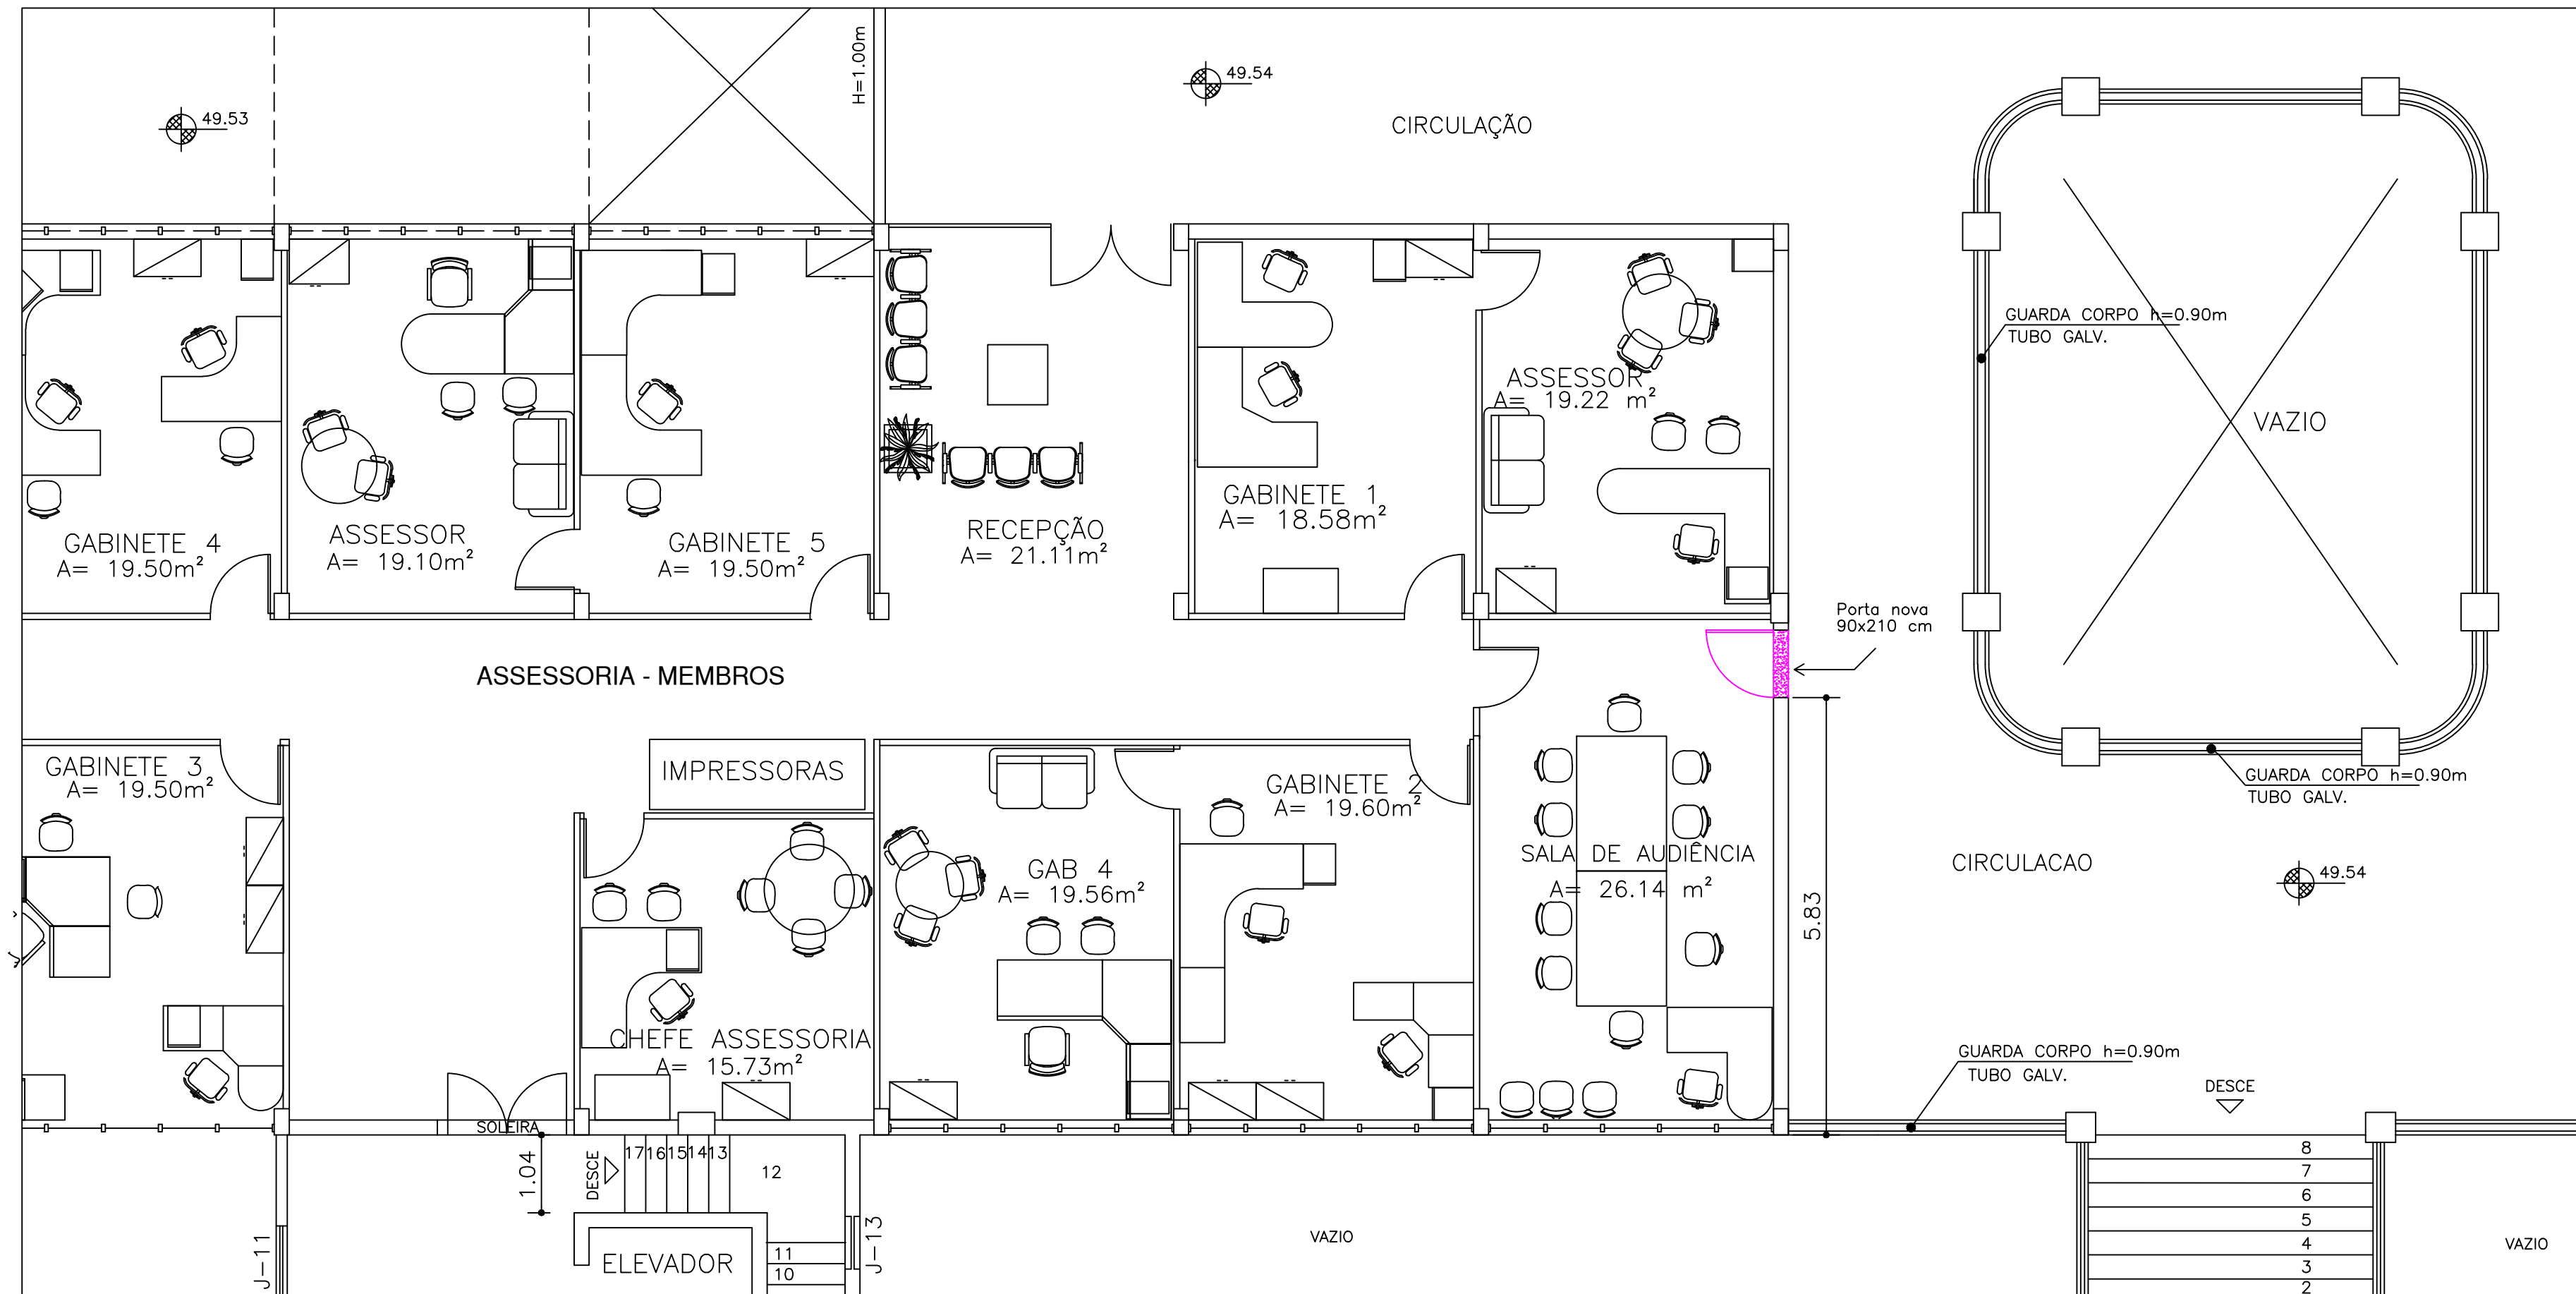 H=1.00m
49.53
49.54
CIRCULAÇÃO
GUARDA CORPO h=0.90m
TUBO GALV.
VAZIO
ASSESSOR
A= 19.22 m²
GABINETE 1
A= 18.58m²
RECEPÇÃO
A= 21.11m²
GABINETE 5
A= 19.50m²
ASSESSOR
A= 19.10m²
GABINETE 4
A= 19.50m²
Porta nova
90x210 cm
ASSESSORIA - MEMBROS
GABINETE 3
A= 19.50m²
IMPRESSORAS
GABINETE 2
A= 19.60m²
GUARDA CORPO h=0.90m
TUBO GALV.
GAB 4
A= 19.56m²
SALA DE AUDIÊNCIA
A= 26.14 m²
5.83
CIRCULACAO
49.54
CHEFE ASSESSORIA
A= 15.73m²
GUARDA CORPO h=0.90m
TUBO GALV.
DESCE
SOLEIRA
1.04
DESCE
17 16 15 14 13
12
11
10
ELEVADOR
J-11
J-13
VAZIO
8
7
6
5
4
3
2
VAZIO